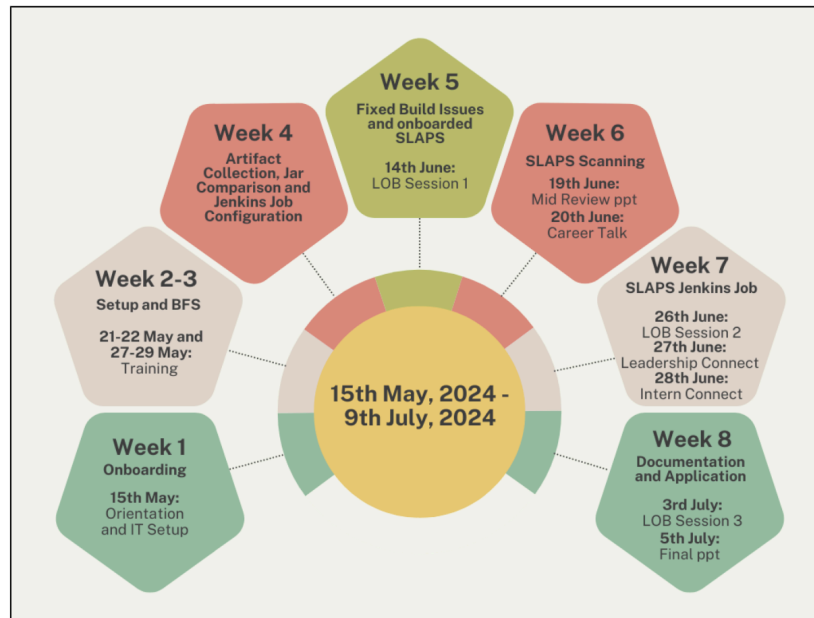 Week 1
Onboarding
15th May:
Orientation
and IT Setup
Week 2-3
Setup and BFS
21-22 May and
27-29 May:
Training
Week 4
Artifact
Collection, Jar
Comparison and
Jenkins Job
Configuration
Week 5
Fixed Build Issues
and onboarded
SLAPS
14th June:
LOB Session 1
Week 6
SLAPS Scanning
19th June:
Mid Review ppt
20th June:
Career Talk
Week 7
SLAPS Jenkins Job
26th June:
LOB Session 2
27th June:
Leadership Connect
28th June:
Intern Connect
Week 8
Documentation
and Application
3rd July:
LOB Session 3
5th July:
Final ppt
15th May, 2024 -
9th July, 2024